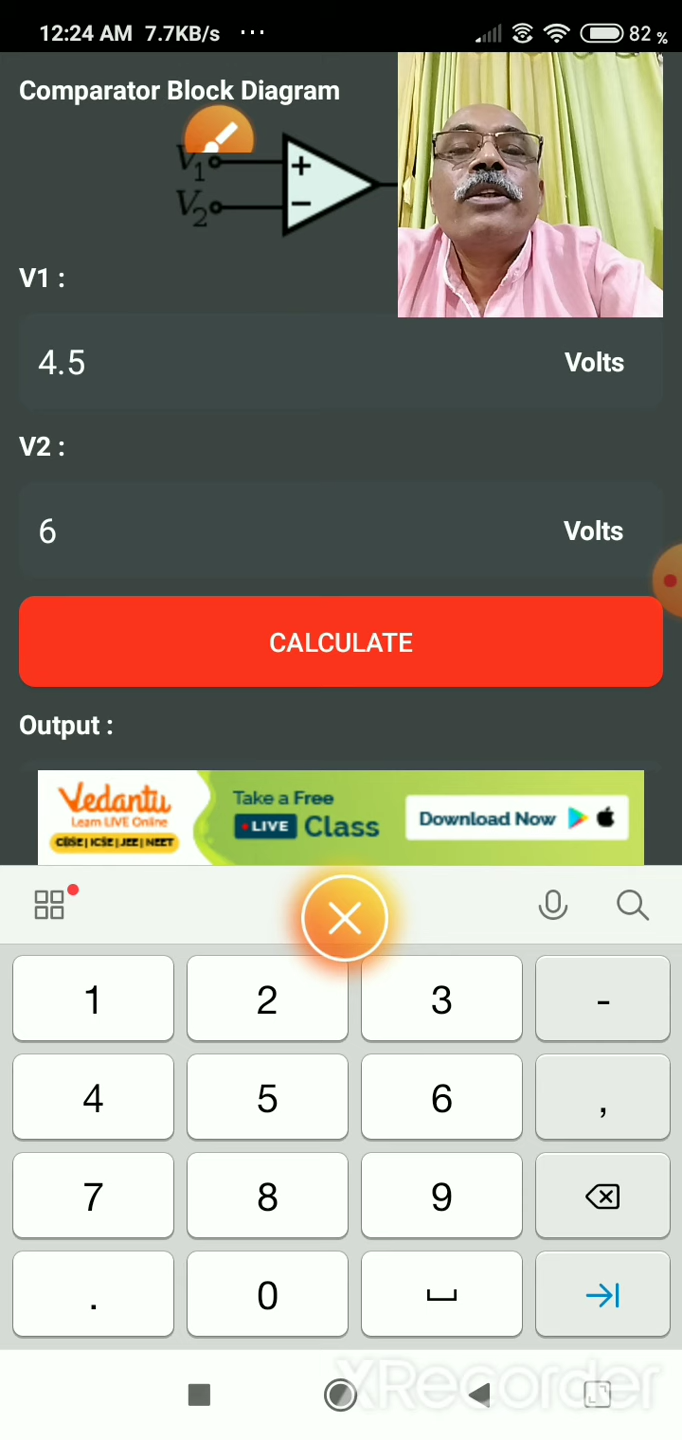 12:24 AM 7.7KB/s ... 82 %
Comparator Block Diagram
V1
+
V2
−
V1 :
4.5 Volts
V2 :
6 Volts
CALCULATE
Output :
Vedantu
Learn LIVE Online
CBSE | ICSE | JEE | NEET
Take a Free
LIVE Class
Download Now
1 2 3 -
4 5 6 ,
7 8 9
. 0
XRecorder